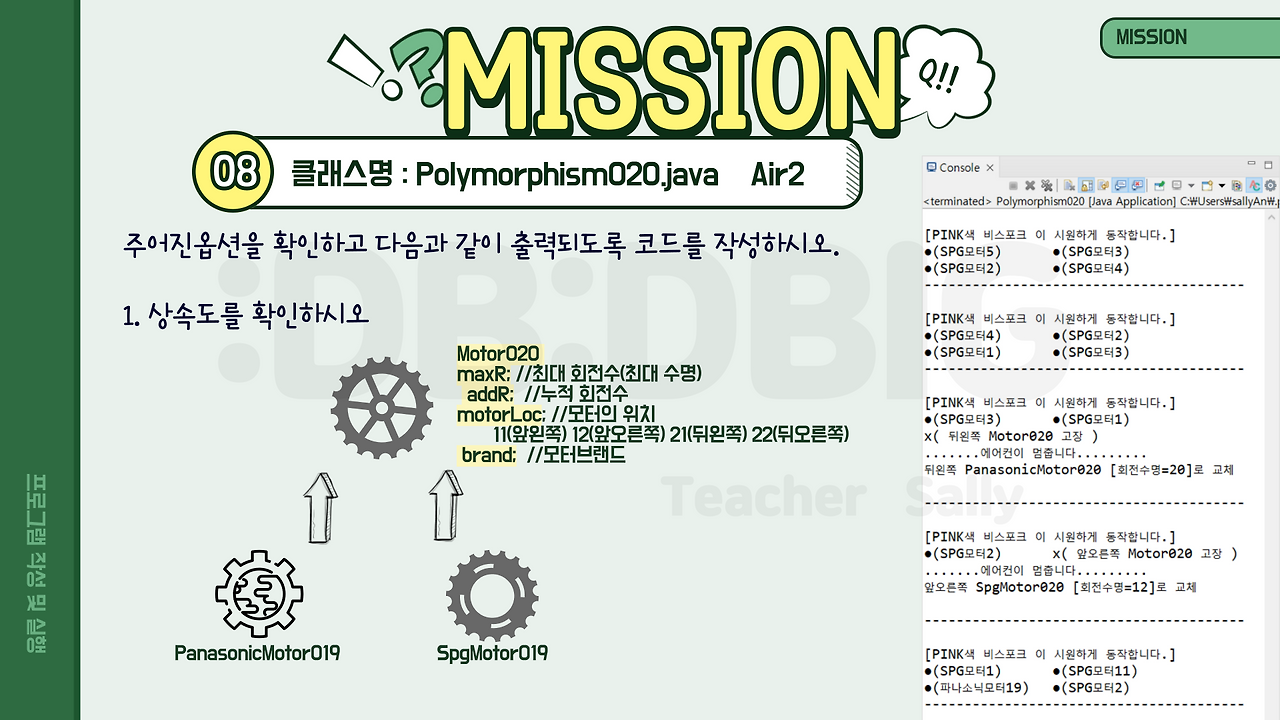 MISSION
!?MISSION Q!!
08 클래스명 : Polymorphism020.java Air2
주어진옵션을 확인하고 다음과 같이 출력되도록 코드를 작성하시오.
1. 상속도를 확인하시오
Motor020
maxR; //최대 회전수(최대 수명)
addR; //누적 회전수
motorLoc; //모터의 위치
11(앞왼쪽) 12(앞오른쪽) 21(뒤왼쪽) 22(뒤오른쪽)
brand; //모터브랜드
PanasonicMotor019
SpgMotor019
:DB:DBIG
Teacher Sally
프로그램 작성 및 실행
Console
<terminated> Polymorphism020 [Java Application] C:₩Users₩sallyAn₩.p
[PINK색 비스포크 이 시원하게 동작합니다.]
●(SPG모터5) ●(SPG모터3)
●(SPG모터2) ●(SPG모터4)
----------------------------------------
[PINK색 비스포크 이 시원하게 동작합니다.]
●(SPG모터4) ●(SPG모터2)
●(SPG모터1) ●(SPG모터3)
----------------------------------------
[PINK색 비스포크 이 시원하게 동작합니다.]
●(SPG모터3) ●(SPG모터1)
x( 뒤왼쪽 Motor020 고장 )
.......에어컨이 멈춥니다.........
뒤왼쪽 PanasonicMotor020 [회전수명=20]로 교체
----------------------------------------
[PINK색 비스포크 이 시원하게 동작합니다.]
●(SPG모터2) x( 앞오른쪽 Motor020 고장 )
.......에어컨이 멈춥니다.........
앞오른쪽 SpgMotor020 [회전수명=12]로 교체
----------------------------------------
[PINK색 비스포크 이 시원하게 동작합니다.]
●(SPG모터1) ●(SPG모터11)
●(파나소닉모터19) ●(SPG모터2)
----------------------------------------